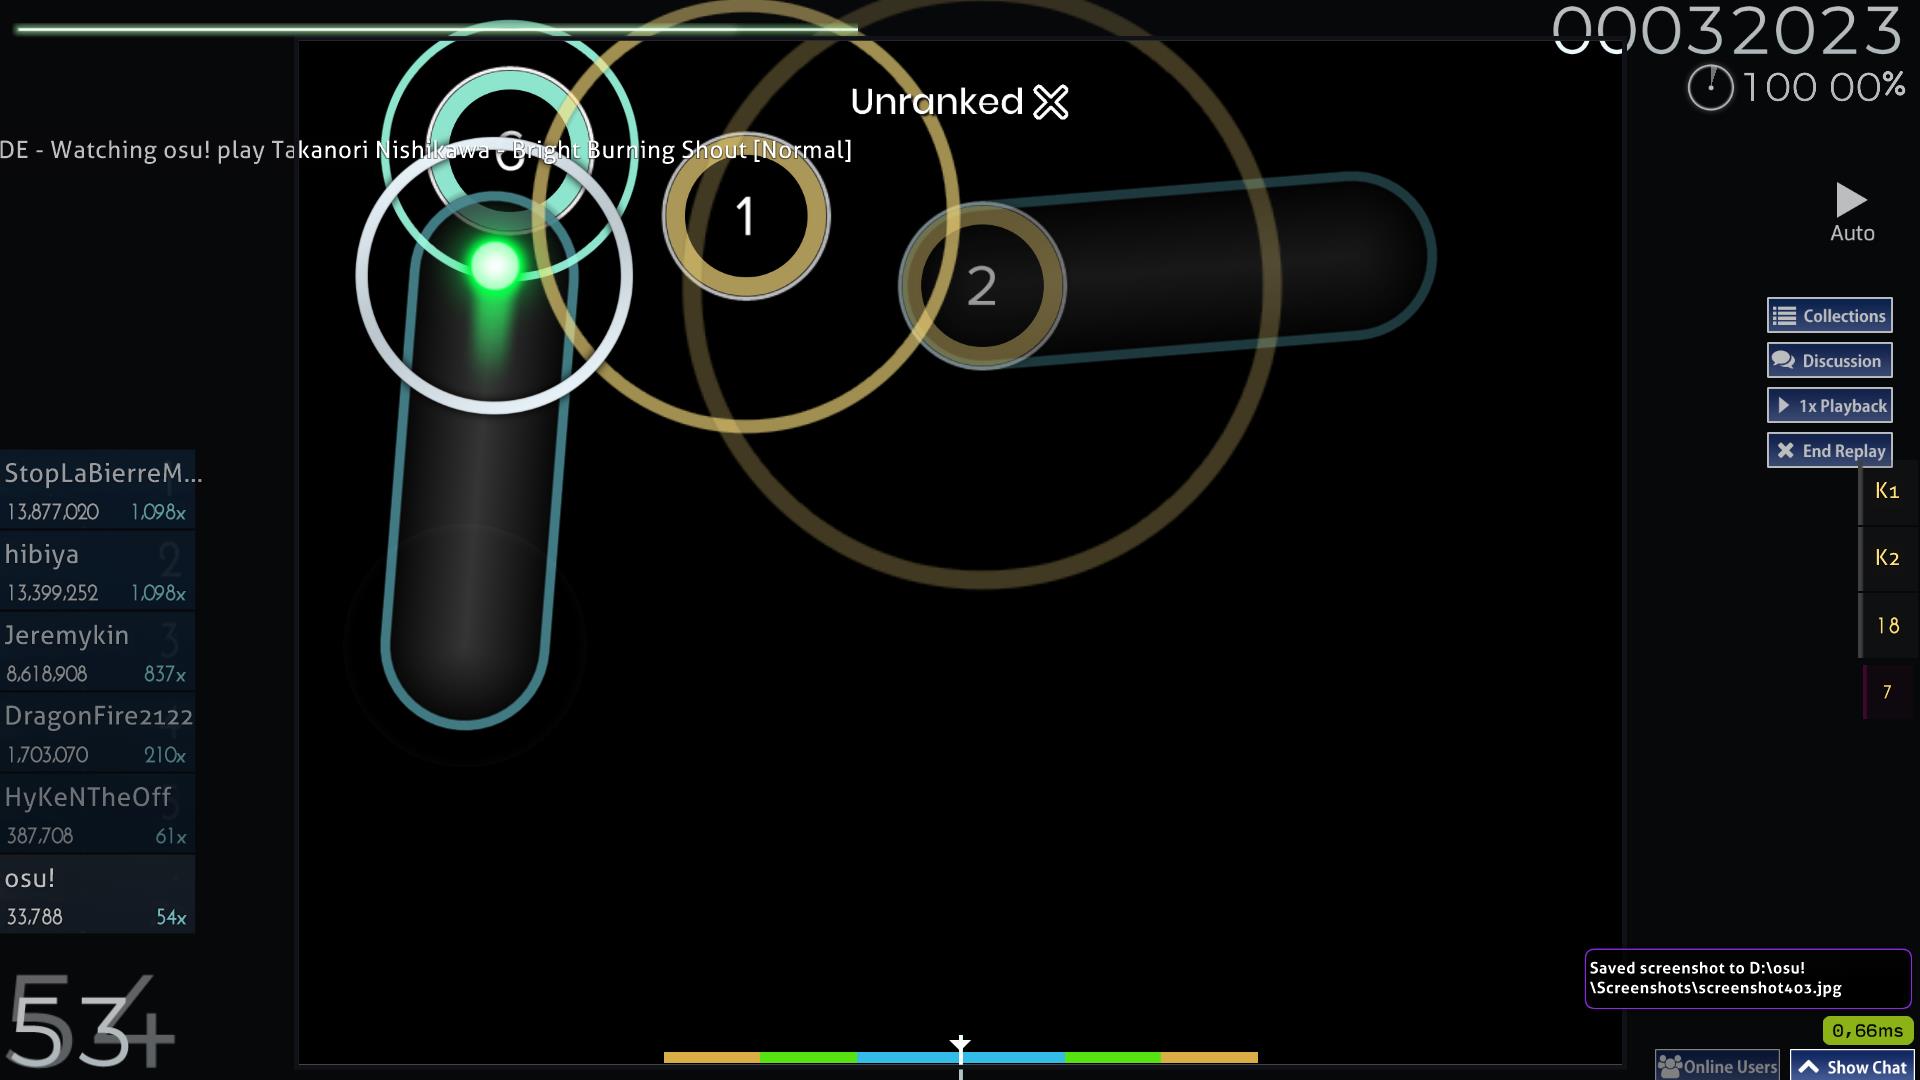 00032023
100 00%
Unranked
DE - Watching osu! play Takanori Nishikawa - Bright Burning Shout [Normal]
6
1
2
Auto
Collections
Discussion
1x Playback
End Replay
K1
K2
18
7
StopLaBierreM...
13,877,020 1,098x
hibiya 2
13,399,252 1,098x
Jeremykin 3
8,618,908 837x
DragonFire2122
1,703,070 210x
HyKeNTheOff
387,708 61x
osu!
33,788 54x
Saved screenshot to D:\osu!
\Screenshots\screenshot403.jpg
0,66ms
Online Users
Show Chat